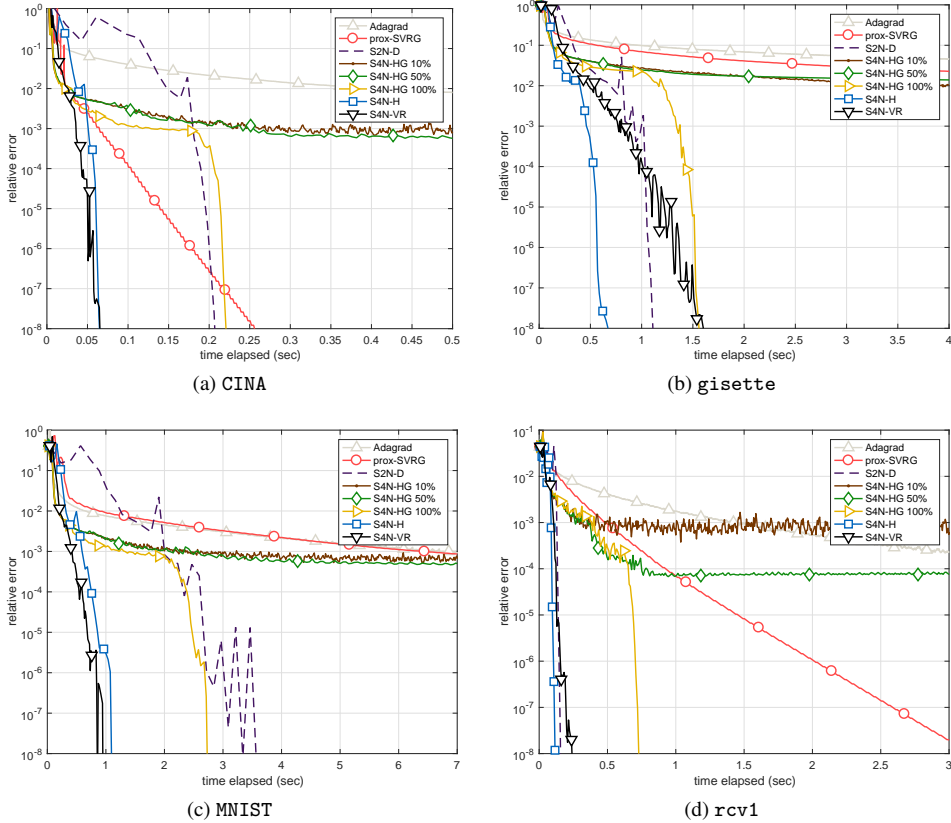 10^0
10^-1
10^-2
10^-3
10^-4
10^-5
10^-6
10^-7
10^-8
relative error
0 0.05 0.1 0.15 0.2 0.25 0.3 0.35 0.4 0.45 0.5
time elapsed (sec)
Adagrad
prox-SVRG
S2N-D
S4N-HG 10%
S4N-HG 50%
S4N-HG 100%
S4N-H
S4N-VR
(a) CINA
10^0
10^-1
10^-2
10^-3
10^-4
10^-5
10^-6
10^-7
10^-8
relative error
0 0.5 1 1.5 2 2.5 3 3.5 4
time elapsed (sec)
Adagrad
prox-SVRG
S2N-D
S4N-HG 10%
S4N-HG 50%
S4N-HG 100%
S4N-H
S4N-VR
(b) gisette
10^0
10^-1
10^-2
10^-3
10^-4
10^-5
10^-6
10^-7
10^-8
relative error
0 1 2 3 4 5 6 7
time elapsed (sec)
Adagrad
prox-SVRG
S2N-D
S4N-HG 10%
S4N-HG 50%
S4N-HG 100%
S4N-H
S4N-VR
(c) MNIST
10^-1
10^-2
10^-3
10^-4
10^-5
10^-6
10^-7
10^-8
relative error
0 0.5 1 1.5 2 2.5 3
time elapsed (sec)
Adagrad
prox-SVRG
S2N-D
S4N-HG 10%
S4N-HG 50%
S4N-HG 100%
S4N-H
S4N-VR
(d) rcv1